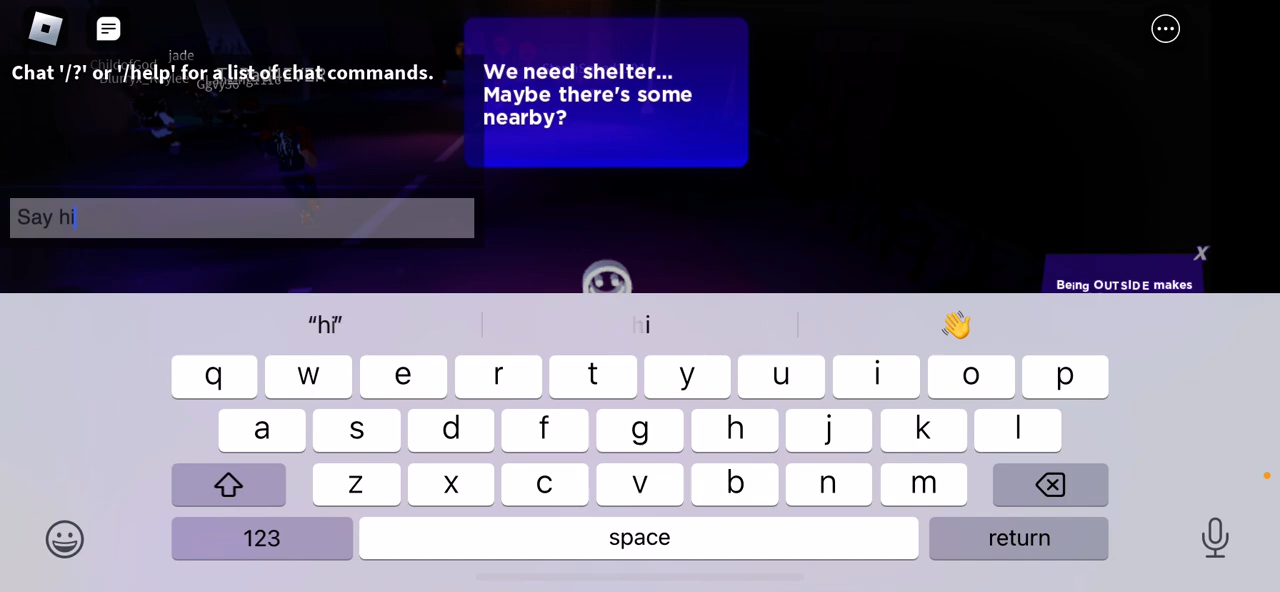 jade
ChildofGod
Chat '/?' or '/help' for a list of chat commands.
We need shelter...
Maybe there's some
nearby?
Say hi
X
Being OUTSIDE makes
“hi”
hi
q w e r t y u i o p
a s d f g h j k l
z x c v b n m
123
space
return